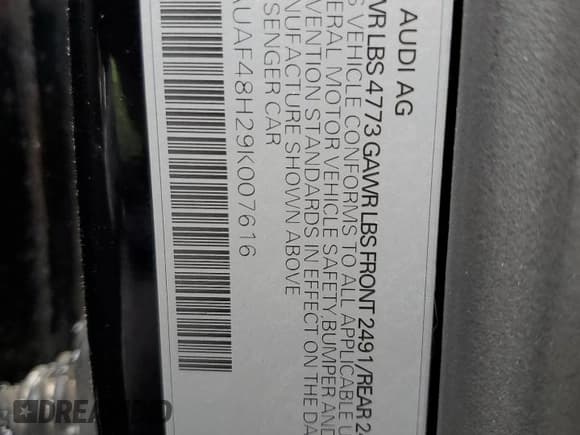 AUDI AG
WR LBS 4773 GAWR LBS FRONT 2491/REAR 24
S VEHICLE CONFORMS TO ALL APPLICABLE U
ERAL MOTOR VEHICLE SAFETY, BUMPER AND
VENTION STANDARDS IN EFFECT ON THE DA
NUFACTURE SHOWN ABOVE
SENGER CAR
AUAF48H29K007616